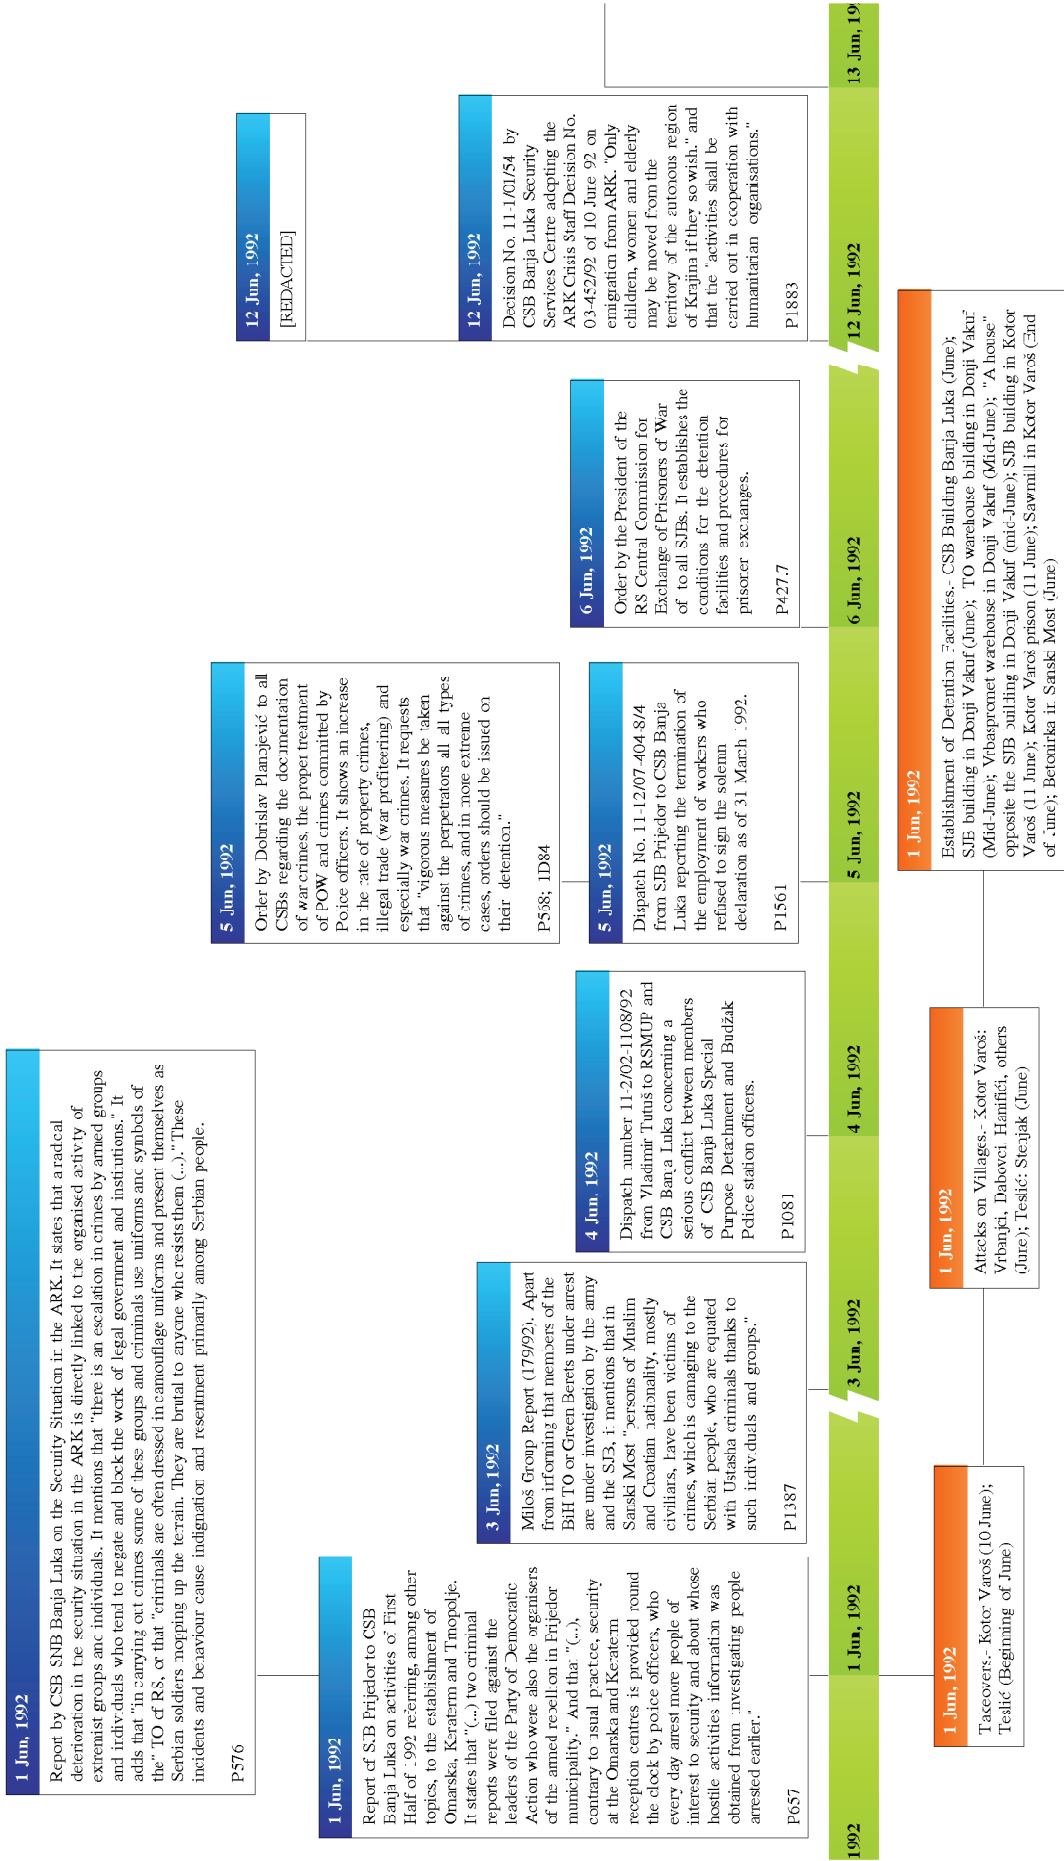 1 Jun, 1992
Report by CSB SNB Banja Luka on the Security Situation in the ARK. It states that a radical
deterioration in the security situation in the ARK is directly linked to the organised activity of
extremist groups and individuals. It mentions that "there is an escalation in crimes by armed groups
and individuals who tend to negate and block the work of legal government and institutions." It
adds that "in carrying out crimes some of these groups and criminals use uniforms and symbols of
the" TO of RS, or that "criminals are often dressed in camouflage uniforms and present themselves as
Serbian soldiers mopping up the terrain. They are brutal to anyone who resists them (...)." These
incidents and behaviour cause indignation and resentment primarily among Serbian people.
P576
1 Jun, 1992
Report of SJB Prijedor to CSB
Banja Luka on activities of First
Half of 1992 referring, among other
topics, to the establishment of
Omarska, Keraterm and Trnopolje.
It states that "(...) two criminal
reports were filed against the
leaders of the Party of Democratic
Action who were also the organisers
of the armed rebellion in Prijedor
municipality." And that "(...),
contrary to usual practice, security
at the Omarska and Keraterm
reception centres is provided round
the clock by police officers, who
every day arrest more people of
interest to security and about whose
hostile activities information was
obtained from investigating people
arrested earlier."
P657
3 Jun, 1992
Miloš Group Report (179/92). Apart
from informing that members of the
BiH TO or Green Berets under arrest
are under investigation by the army
and the SJB, it mentions that in
Sanski Most "persons of Muslim
and Croatian nationality, mostly
civilians, have been victims of
crimes, which is damaging to the
Serbian people, who are equated
with Ustasha criminals thanks to
such individuals and groups."
P1387
4 Jun, 1992
Dispatch number 11-2/02-1108/92
from Vladimir Tutuš to RSMUP and
CSB Banja Luka concerning a
serious conflict between members
of CSB Banja Luka Special
Purpose Detachment and Budžak
Police station officers.
P1081
5 Jun, 1992
Order by Dobrislav Planojević to all
CSBs regarding the documentation
of war crimes, the proper treatment
of POW and crimes committed by
Police officers. It shows an increase
in the rate of property crimes,
illegal trade (war profiteering) and
especially war crimes. It requests
that "vigorous measures be taken
against the perpetrators all all types
of crimes, and in more extreme
cases, orders should be issued on
their detention."
P568; 1D84
5 Jun, 1992
Dispatch No. 11-12/07-404-8/4
from SJB Prijedor to CSB Banja
Luka reporting the termination of
the employment of workers who
refused to sign the solemn
declaration as of 31 March 1992.
P1561
6 Jun, 1992
Order by the President of the
RS Central Commission for
Exchange of Prisoners of War
of to all SJBs. It establishes the
conditions for the detention
facilities and procedures for
prisoner exchanges.
P427.7
12 Jun, 1992
[REDACTED]
12 Jun, 1992
Decision No. 11-1/01/54 by
CSB Banja Luka Security
Services Centre adopting the
ARK Crisis Staff Decision No.
03-452/92 of 10 June 92 on
emigration from ARK. "Only
children, women and elderly
may be moved from the
territory of the autonous region
of Krajina if they so wish." and
that the "activities shall be
carried out in cooperation with
humanitarian organisations."
P1883
1992
1 Jun, 1992
3 Jun, 1992
4 Jun, 1992
5 Jun, 1992
6 Jun, 1992
12 Jun, 1992
13 Jun, 19
1 Jun, 1992
Takeovers.- Kotor Varoš (10 June);
Teslić (Beginning of June)
1 Jun, 1992
Attacks on Villages.- Kotor Varoš:
Vrbanjci, Dabovci, Hanifići, others
(June); Teslić: Stenjak (June)
1 Jun, 1992
Establishment of Detention Facilities.- CSB Building Banja Luka (June);
SJB building in Donji Vakuf (June); TO warehouse building in Donji Vakuf
(Mid-June); Vrbaspromet warehouse in Donji Vakuf (Mid-June); "A house"
opposite the SJB building in Donji Vakuf (mid-June); SJB building in Kotor
Varoš (11 June); Kotor Varoš prison (11 June); Sawmill in Kotor Varoš (End
of June); Betonirka in Sanski Most (June)